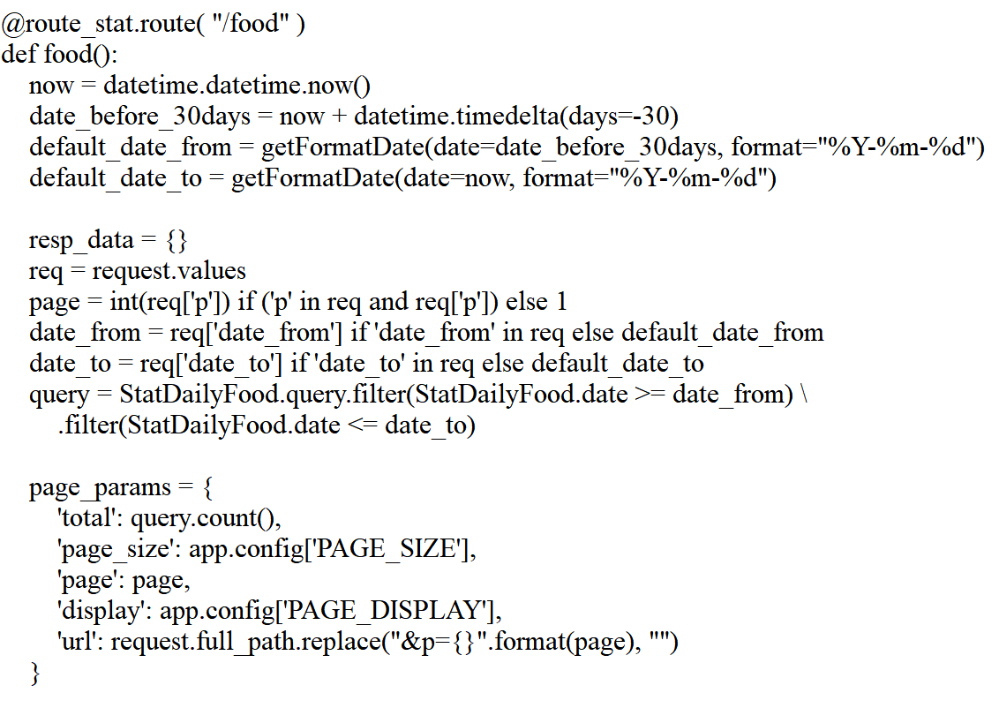 @route_stat.route( "/food" )
def food():
    now = datetime.datetime.now()
    date_before_30days = now + datetime.timedelta(days=-30)
    default_date_from = getFormatDate(date=date_before_30days, format="%Y-%m-%d")
    default_date_to = getFormatDate(date=now, format="%Y-%m-%d")

    resp_data = {}
    req = request.values
    page = int(req['p']) if ('p' in req and req['p']) else 1
    date_from = req['date_from'] if 'date_from' in req else default_date_from
    date_to = req['date_to'] if 'date_to' in req else default_date_to
    query = StatDailyFood.query.filter(StatDailyFood.date >= date_from) \
        .filter(StatDailyFood.date <= date_to)

    page_params = {
        'total': query.count(),
        'page_size': app.config['PAGE_SIZE'],
        'page': page,
        'display': app.config['PAGE_DISPLAY'],
        'url': request.full_path.replace("&p={}".format(page), "")
    }